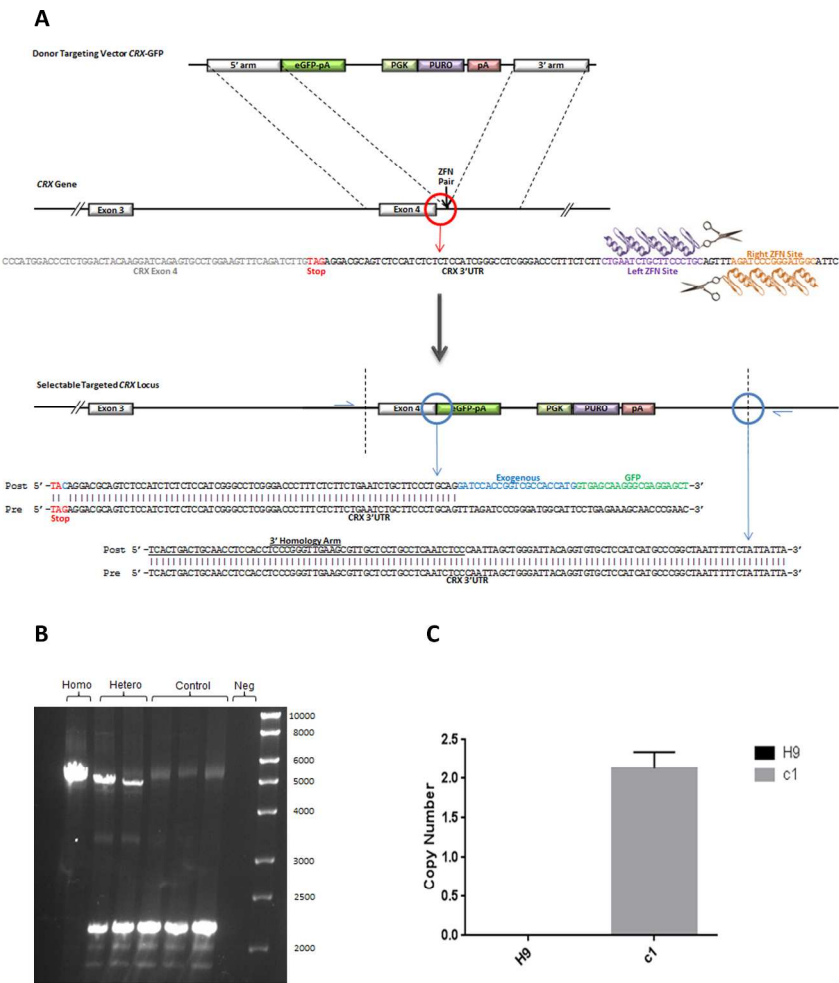 A
Donor Targeting Vector CRX-GFP
5' arm eGFP-pA PGK PURO pA 3' arm
ZFN Pair
CRX Gene
Exon 3 Exon 4
CCCATGGACCCTCTGGACTACAAGGATCAGAGTGCCTGGAAGTTTCAGATCTTGTAGAGGACGCAGTCTCCATCTCTCTCCATCGGGCCTCGGGACCCTTTCTCTTCTGAATCTGCTTCCCTGCAGTTTAGATCCCGGGATGGCATTC
CRX Exon 4 Stop CRX 3'UTR Left ZFN Site Right ZFN Site
Selectable Targeted CRX Locus
Exon 3 Exon 4 eGFP-pA PGK PURO pA
Exogenous GFP
Post 5' -TACAGGACGCAGTCTCCATCTCTCTCCATCGGGCCTCGGGACCCTTTCTCTTCTGAATCTGCTTCCCTGCAGGATCCACCGGTCGCCACCATGGTGAGCAAGGGCGAGGAGCT-3'
Pre 5' -TAGAGGACGCAGTCTCCATCTCTCTCCATCGGGCCTCGGGACCCTTTCTCTTCTGAATCTGCTTCCCTGCAGTTTAGATCCCGGGATGGCATTCCTGAGAAAGCAACCCGAAC-3'
Stop CRX 3'UTR
3' Homology Arm
Post 5' -TCACTGACTGCAACCTCCACCTCCCGGGTTGAAGCGTTGCTCCTGCCTCAATCTCCCAATTAGCTGGGATTACAGGTGTGCTCCATCATGCCCGGCTAATTTTTCTATTATTA-3'
Pre 5' -TCACTGACTGCAACCTCCACCTCCCGGGTTGAAGCGTTGCTCCTGCCTCAATCTCCCAATTAGCTGGGATTACAGGTGTGCTCCATCATGCCCGGCTAATTTTTCTATTATTA-3'
CRX 3'UTR
B
Homo Hetero Control Neg
10000
8000
6000
5000
4000
3000
2500
2000
C
Copy Number
2.5
2.0
1.5
1.0
0.5
0.0
H9 c1
H9
c1